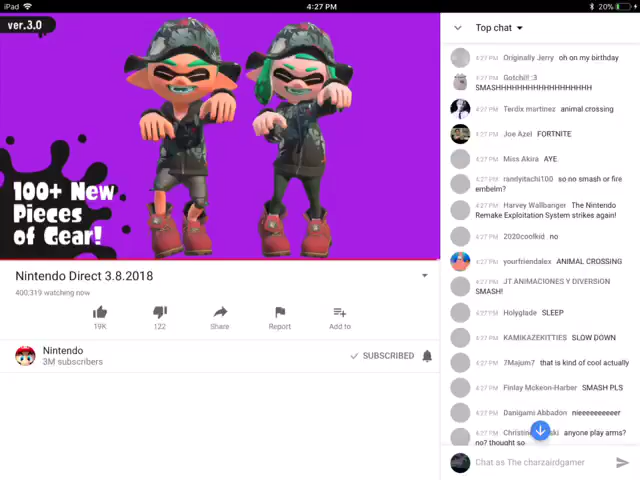 iPad
4:27 PM
20%
ver.3.0
100+ New
Pieces
of Gear!
Nintendo Direct 3.8.2018
400,319 watching now
19K
122
Share
Report
Add to
Nintendo
3M subscribers
SUBSCRIBED
Top chat
4:27 PM Originally Jerry oh on my birthday
4:27 PM Gotchi!! :3
SMASHHHHHHHHHHHHHHHHHHH
4:27 PM Terdix martinez animal crossing
4:27 PM Joe Azel FORTNITE
4:27 PM Miss Akira AYE
4:27 PM randyitachi100 so no smash or fire
embelm?
4:27 PM Harvey Wallbanger The Nintendo
Remake Exploitation System strikes again!
4:27 PM 2020coolkid no
4:27 PM yourfriendalex ANIMAL CROSSING
4:27 PM JT ANIMACIONES Y DIVERSION
SMASH!
4:27 PM Holyglade SLEEP
4:27 PM KAMIKAZEKITTIES SLOW DOWN
4:27 PM 7Majum7 that is kind of cool actually
4:27 PM Finlay Mckeon-Harber SMASH PLS
4:27 PM Danigami Abbadon nieeeeeeeeer
4:27 PM anyone play arms?
no? thought so
Chat as The charzairdgamer